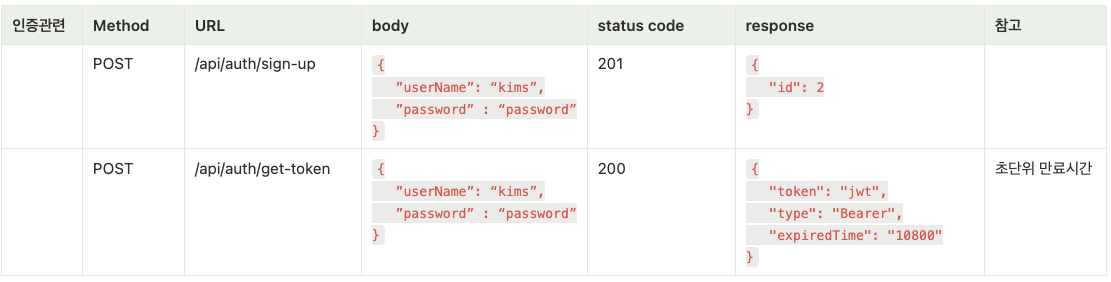 인증관련 Method URL body status code response 참고
POST /api/auth/sign-up
{
”userName”: “kims”,
”password” : “password”
}
201
{
"id": 2
}
POST /api/auth/get-token
{
”userName”: “kims”,
”password” : “password”
}
200
{
"token": "jwt",
"type": "Bearer",
"expiredTime": "10800"
}
초단위 만료시간